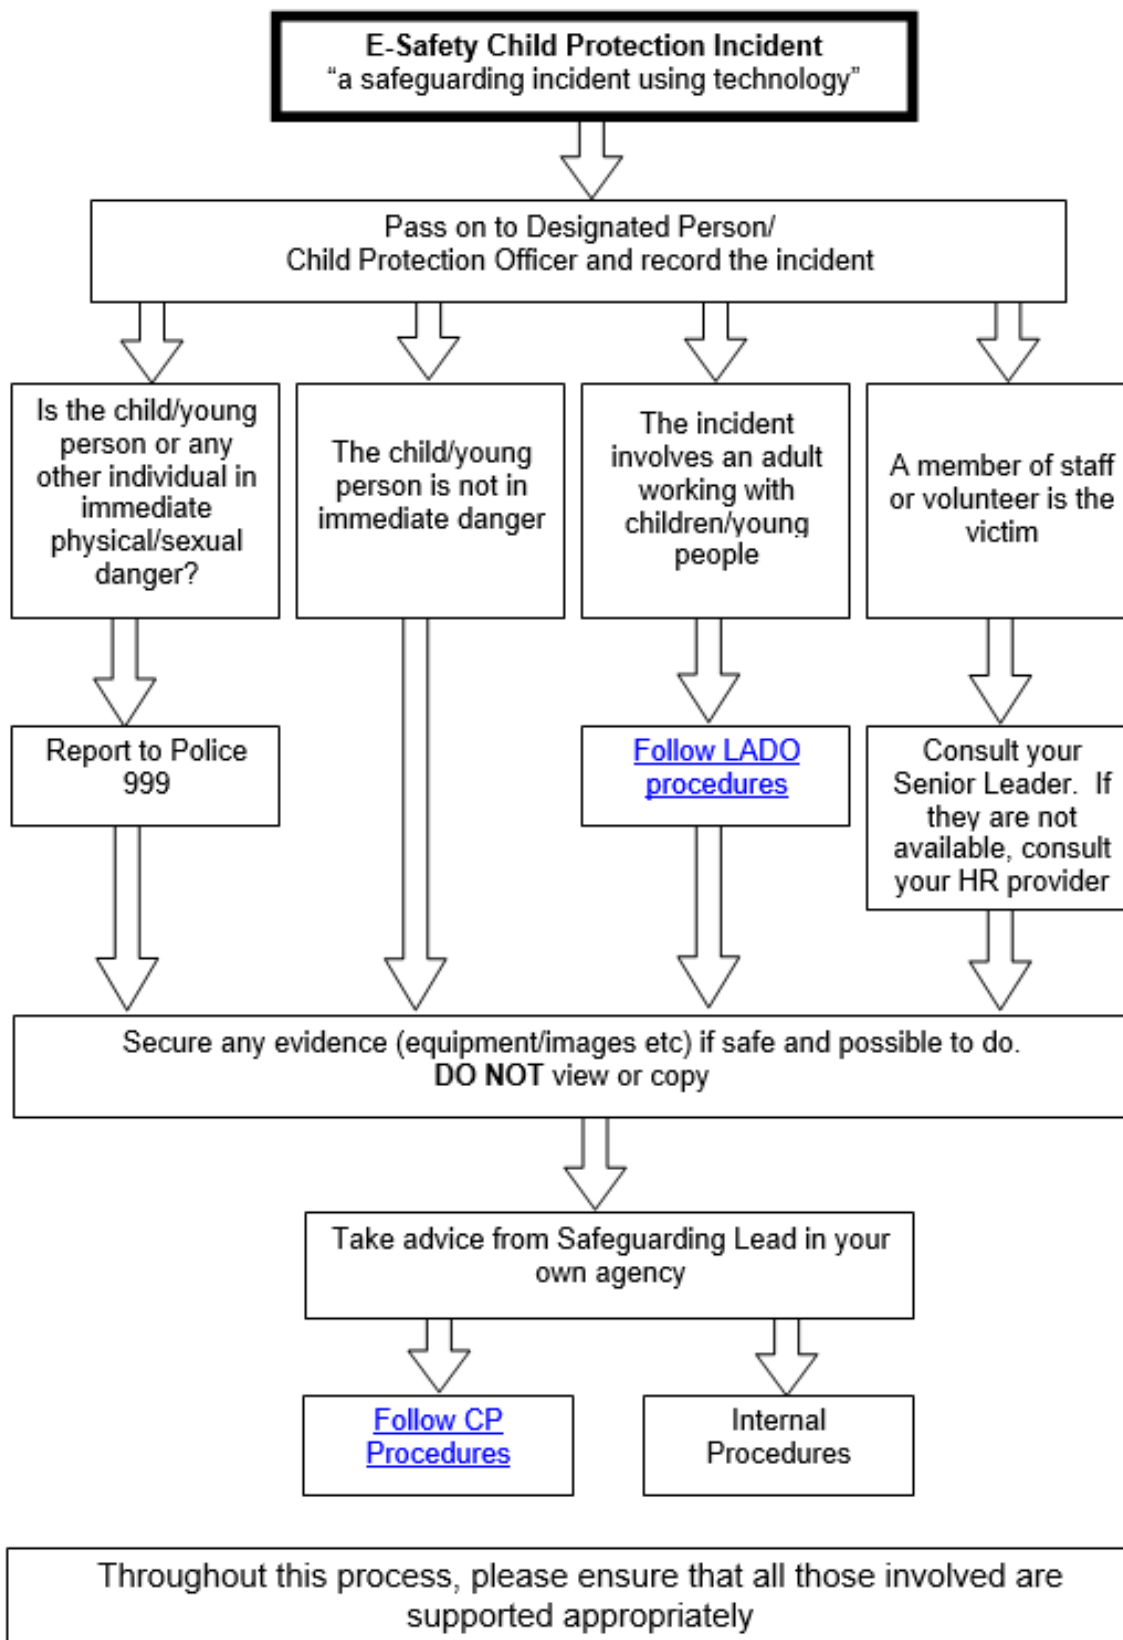 E-Safety Child Protection Incident
“a safeguarding incident using technology”
Pass on to Designated Person/
Child Protection Officer and record the incident
Is the child/young
person or any
other individual in
immediate
physical/sexual
danger?
The child/young
person is not in
immediate danger
The incident
involves an adult
working with
children/young
people
A member of staff
or volunteer is the
victim
Report to Police
999
Follow LADO
procedures
Consult your
Senior Leader.  If
they are not
available, consult
your HR provider
Secure any evidence (equipment/images etc) if safe and possible to do.
DO NOT view or copy
Take advice from Safeguarding Lead in your
own agency
Follow CP
Procedures
Internal
Procedures
Throughout this process, please ensure that all those involved are
supported appropriately